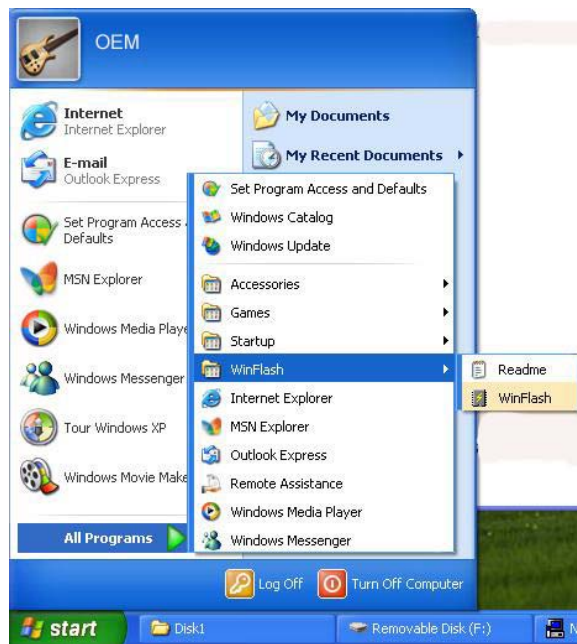 OEM
Internet
Internet Explorer
E-mail
Outlook Express
Set Program Access
Defaults
MSN Explorer
Windows Media Playe
Windows Messenger
Tour Windows XP
Windows Movie Make
All Programs
My Documents
My Recent Documents
Set Program Access and Defaults
Windows Catalog
Windows Update
Accessories
Games
Startup
WinFlash
Internet Explorer
MSN Explorer
Outlook Express
Remote Assistance
Windows Media Player
Windows Messenger
Readme
WinFlash
Log Off
Turn Off Computer
start
Disk1
Removable Disk (F:)